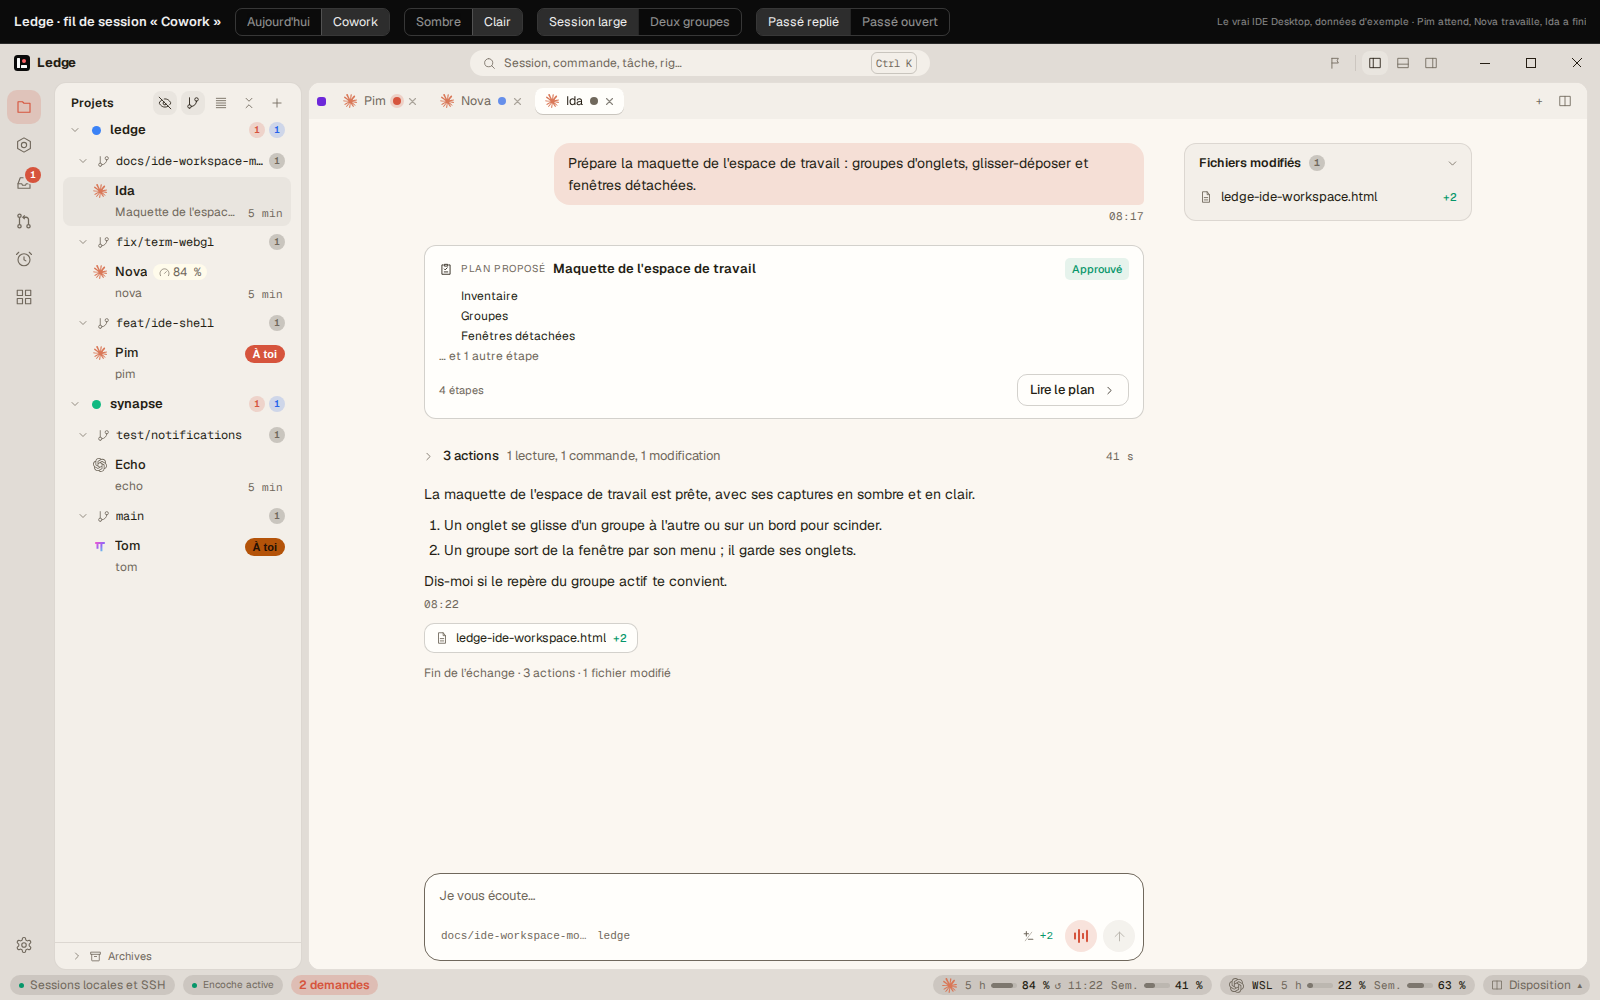 Ledge · fil de session « Cowork » Aujourd'hui Cowork Sombre Clair Session large Deux groupes Passé replié Passé ouvert Le vrai IDE Desktop, données d'exemple · Pim attend, Nova travaille, Ida a fini
Ledge Session, commande, tâche, rig… Ctrl K
Projets
Pim Nova Ida
ledge 1 1
docs/ide-workspace-m… 1
Ida
Maquette de l'espac… 5 min
fix/term-webgl 1
Nova 84 %
nova 5 min
feat/ide-shell 1
Pim À toi
pim
synapse 1 1
test/notifications 1
Echo
echo 5 min
main 1
Tom À toi
tom
Archives
1
Prépare la maquette de l'espace de travail : groupes d'onglets, glisser-déposer et
fenêtres détachées.
08:17
PLAN PROPOSÉ Maquette de l'espace de travail Approuvé
Inventaire
Groupes
Fenêtres détachées
… et 1 autre étape
4 étapes Lire le plan
3 actions 1 lecture, 1 commande, 1 modification 41 s
La maquette de l'espace de travail est prête, avec ses captures en sombre et en clair.
1. Un onglet se glisse d'un groupe à l'autre ou sur un bord pour scinder.
2. Un groupe sort de la fenêtre par son menu ; il garde ses onglets.
Dis-moi si le repère du groupe actif te convient.
08:22
ledge-ide-workspace.html +2
Fin de l'échange · 3 actions · 1 fichier modifié
Fichiers modifiés 1
ledge-ide-workspace.html +2
Je vous écoute…
docs/ide-workspace-mo… ledge +2
Sessions locales et SSH Encoche active 2 demandes 5 h 84 % ↺ 11:22 Sem. 41 % WSL 5 h 22 % Sem. 63 % Disposition